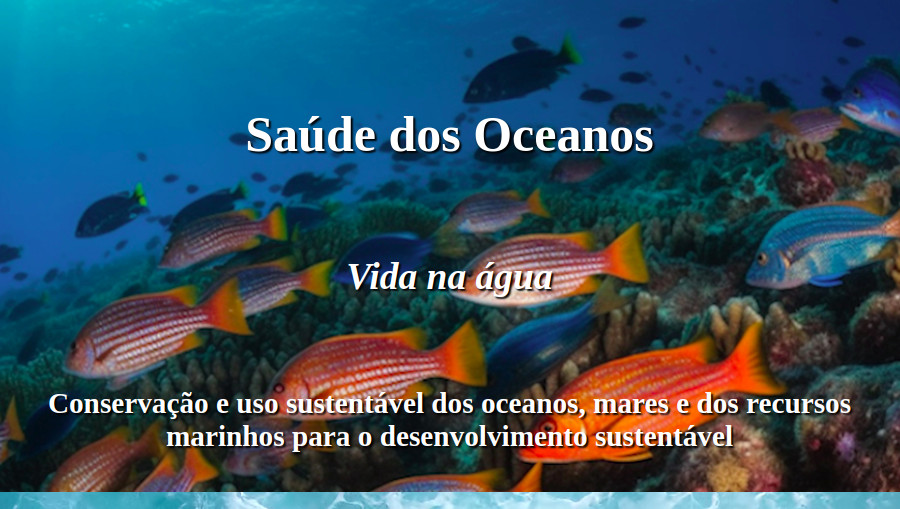 Saúde dos Oceanos
Vida na água
Conservação e uso sustentável dos oceanos, mares e dos recursos
marinhos para o desenvolvimento sustentável